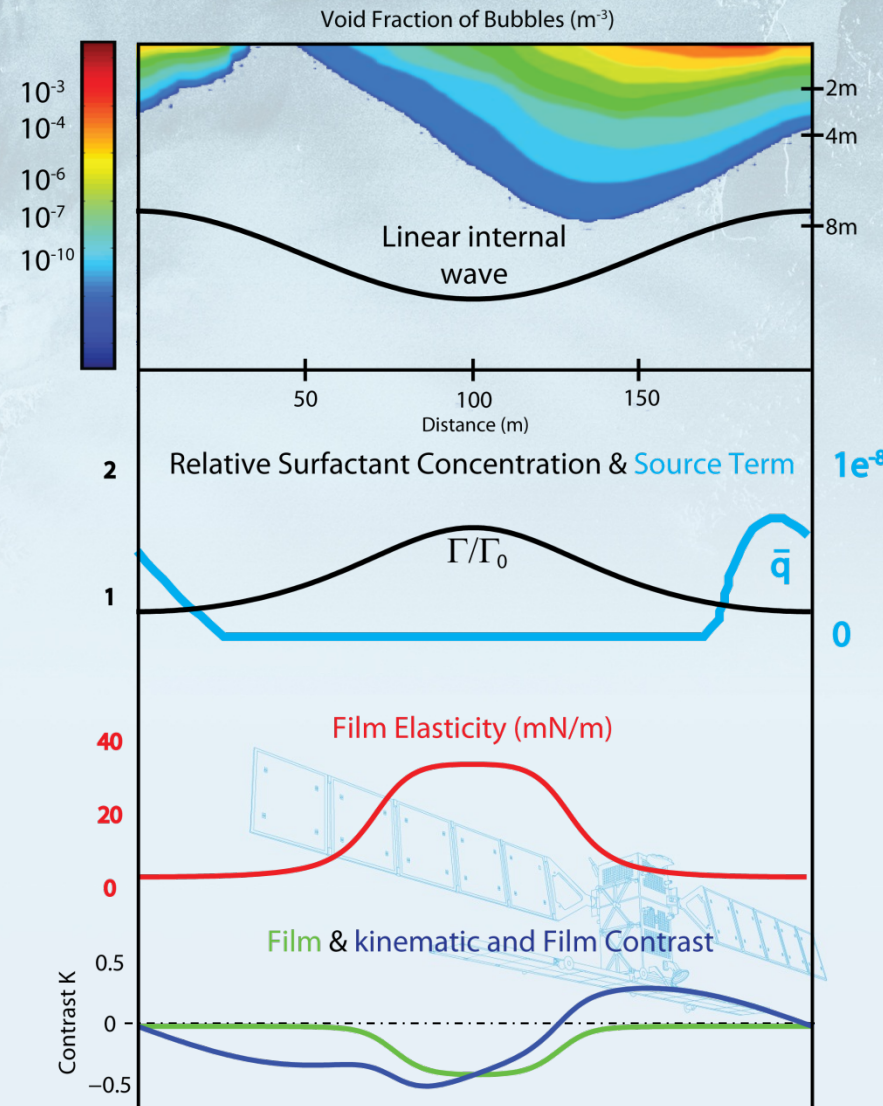 Void Fraction of Bubbles (m⁻³)
10⁻³
10⁻⁴
10⁻⁶
10⁻⁷
10⁻¹⁰
2m
4m
8m
Linear internal
wave
50
100
150
Distance (m)
Relative Surfactant Concentration & Source Term
2
1
1e⁻⁸
0
Γ/Γ₀
q̄
Film Elasticity (mN/m)
40
20
0
Film & kinematic and Film Contrast
Contrast K
0.5
0
−0.5